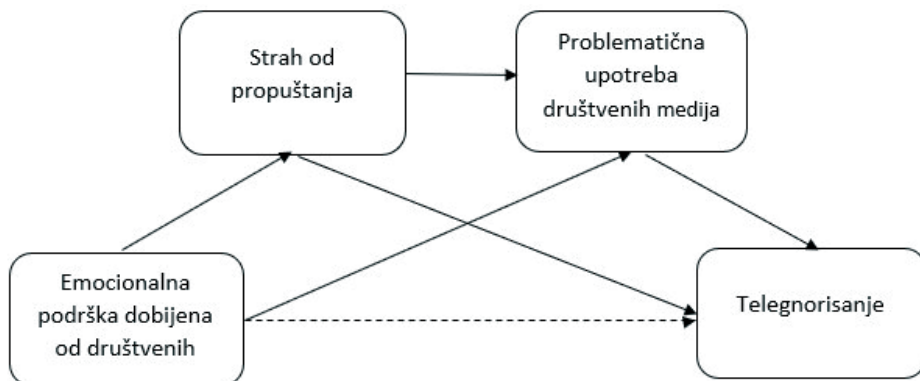 Strah od
propuštanja
Problematična
upotreba
društvenih medija
Emocionalna
podrška dobijena
od društvenih
Telegnorisanje